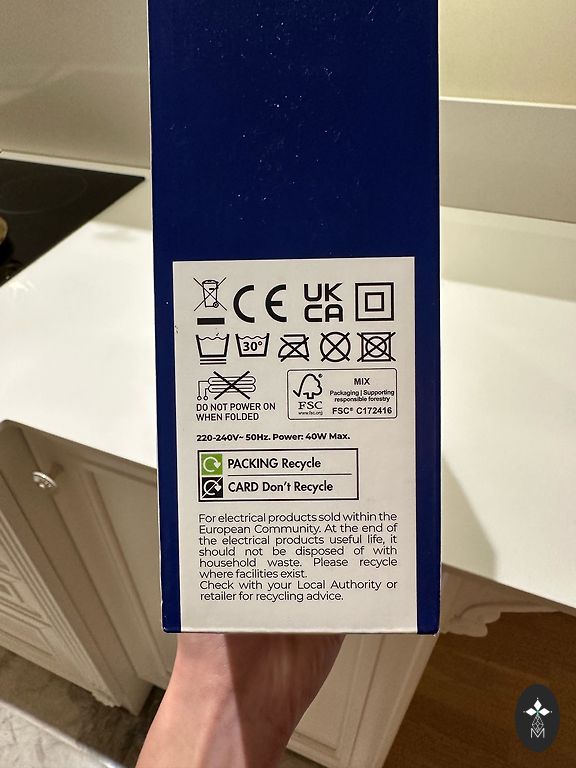 CE UK
CA
30°
DO NOT POWER ON
WHEN FOLDED
FSC
www.fsc.org
MIX
Packaging | Supporting
responsible forestry
FSC® C172416
220-240V~ 50Hz. Power: 40W Max.
PACKING Recycle
CARD Don't Recycle
For electrical products sold within the
European Community. At the end of
the electrical products useful life, it
should not be disposed of with
household waste. Please recycle
where facilities exist.
Check with your Local Authority or
retailer for recycling advice.
M